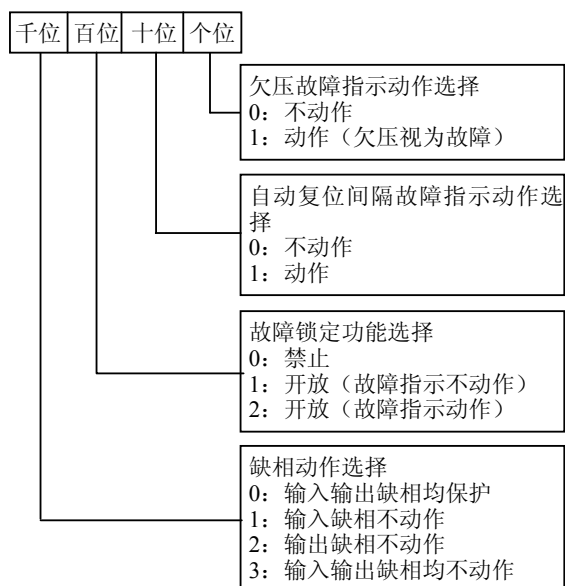 千位 百位 十位 个位
欠压故障指示动作选择
0：不动作
1：动作（欠压视为故障）
自动复位间隔故障指示动作选
择
0：不动作
1：动作
故障锁定功能选择
0：禁止
1：开放（故障指示不动作）
2：开放（故障指示动作）
缺相动作选择
0：输入输出缺相均保护
1：输入缺相不动作
2：输出缺相不动作
3：输入输出缺相均不动作